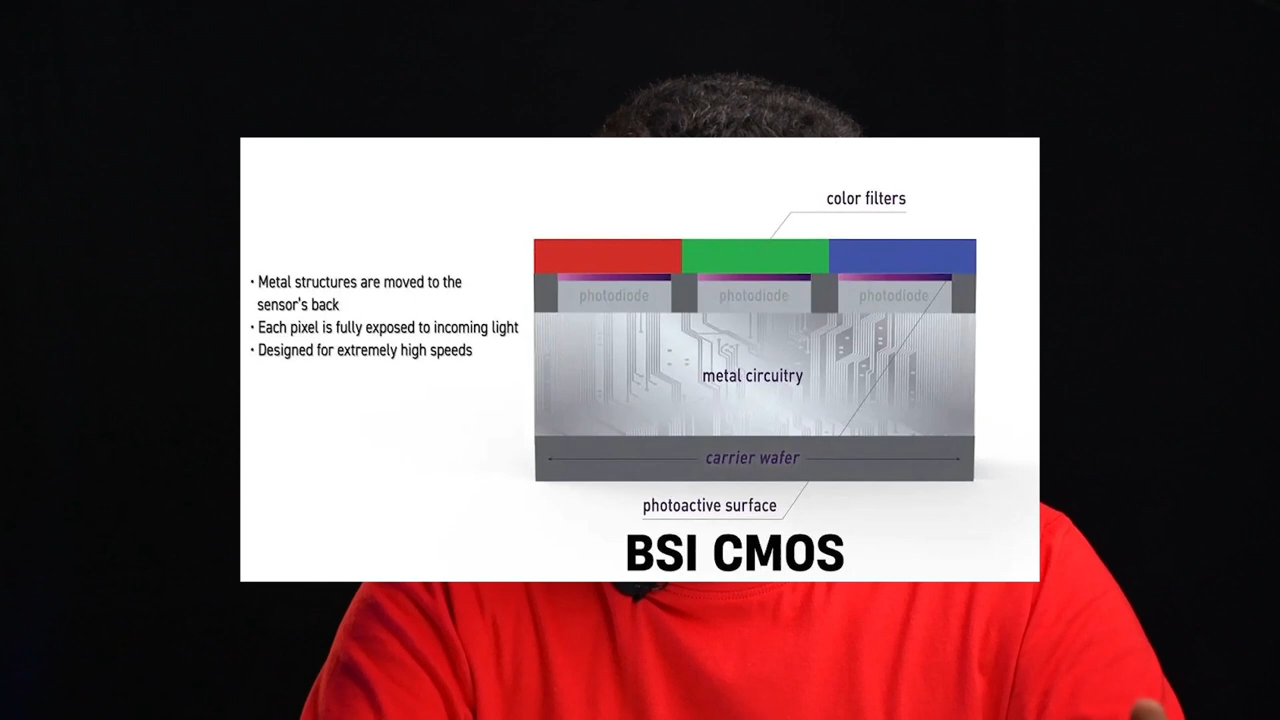 color filters
• Metal structures are moved to the
sensor's back
• Each pixel is fully exposed to incoming light
• Designed for extremely high speeds
photodiode photodiode photodiode
metal circuitry
carrier wafer
photoactive surface
BSI CMOS